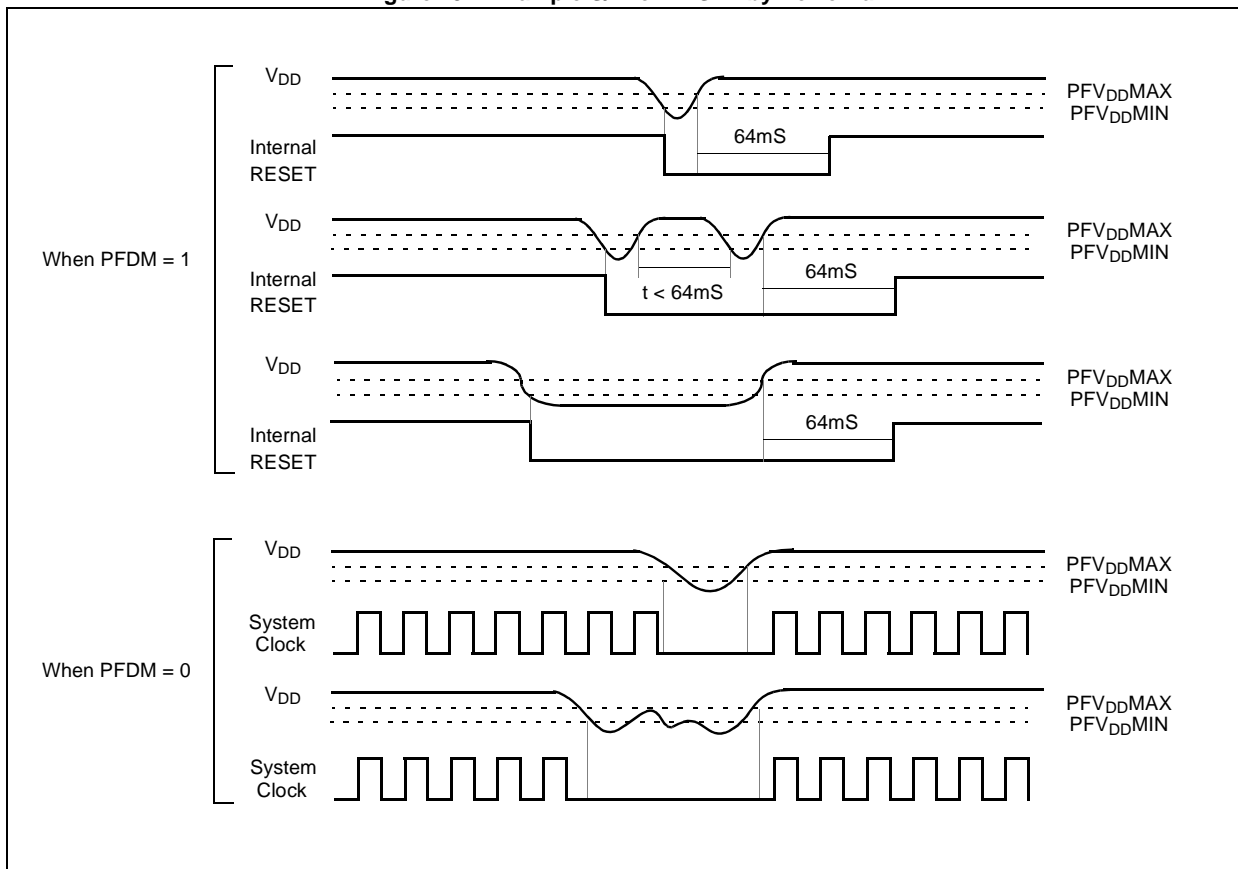 When PFDM = 1
VDD
PFVDDMAX
PFVDDMIN
Internal
RESET
64mS
VDD
PFVDDMAX
PFVDDMIN
Internal
RESET
t < 64mS
64mS
VDD
PFVDDMAX
PFVDDMIN
Internal
RESET
64mS
When PFDM = 0
VDD
PFVDDMAX
PFVDDMIN
System
Clock
VDD
PFVDDMAX
PFVDDMIN
System
Clock